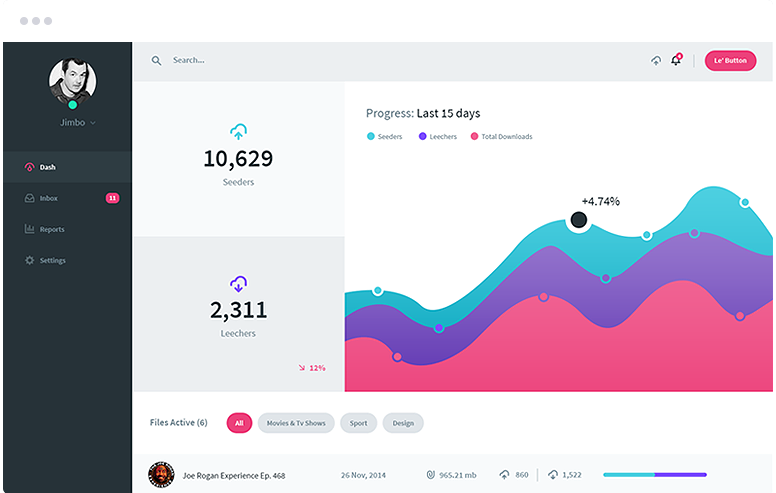 Jimbo
Dash
Inbox 11
Reports
Settings
Search...
Le' Button
10,629
Seeders
2,311
Leechers
12%
Progress: Last 15 days
Seeders Leechers Total Downloads
+4.74%
Files Active (6) All Movies & Tv Shows Sport Design
Joe Rogan Experience Ep. 468 26 Nov, 2014 965.21 mb 860 1,522